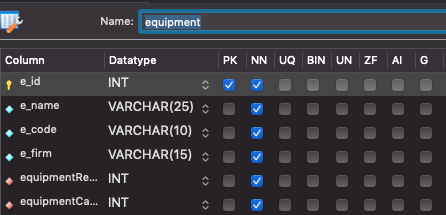 Name: equipment
Column Datatype PK NN UQ BIN UN ZF AI G
e_id INT
e_name VARCHAR(25)
e_code VARCHAR(10)
e_firm VARCHAR(15)
equipmentRe... INT
equipmentCa... INT